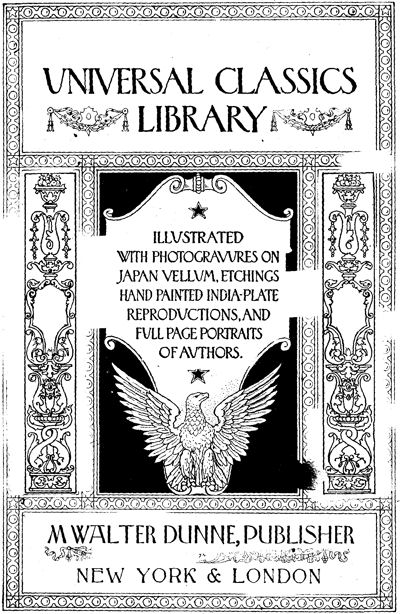 UNIVERSAL CLASSICS
LIBRARY
ILLUSTRATED
WITH PHOTOGRAVURES ON
JAPAN VELLUM, ETCHINGS
HAND PAINTED INDIA-PLATE
REPRODUCTIONS, AND
FULL PAGE PORTRAITS
OF AUTHORS.
M WALTER DUNNE, PUBLISHER
NEW YORK & LONDON